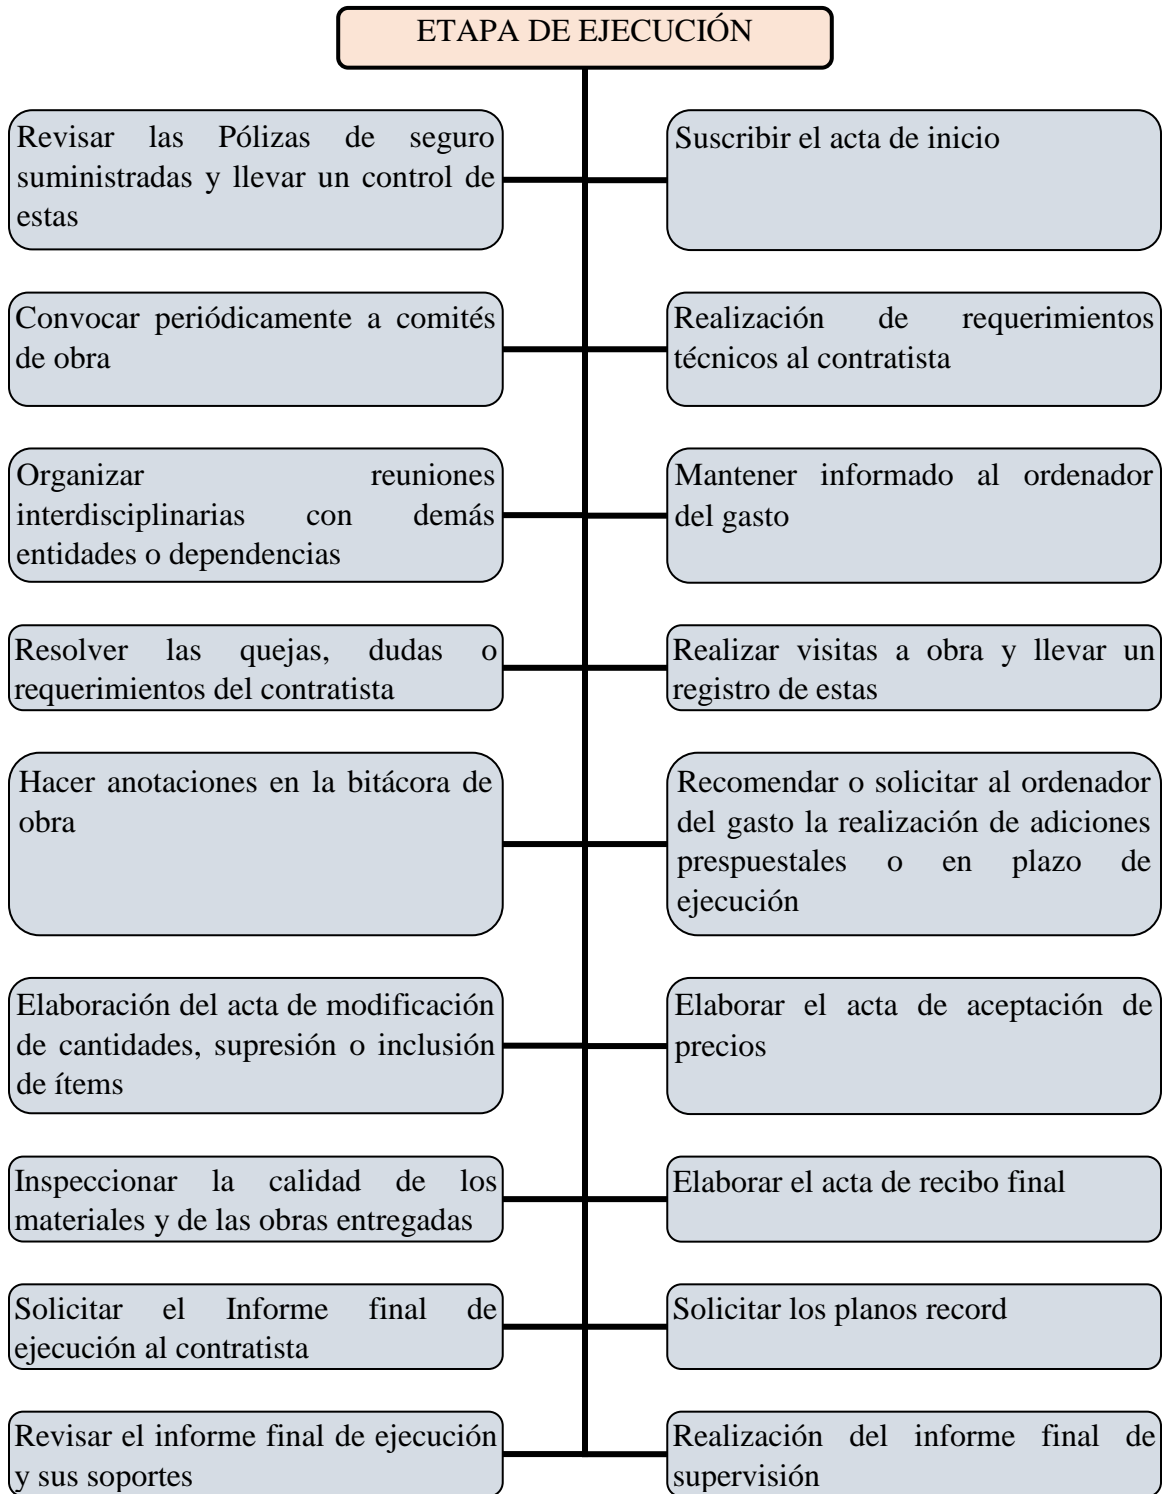 ETAPA DE EJECUCIÓN
Revisar las Pólizas de seguro
suministradas y llevar un control de
estas
Suscribir el acta de inicio
Convocar periódicamente a comités
de obra
Realización de requerimientos
técnicos al contratista
Organizar reuniones
interdisciplinarias con demás
entidades o dependencias
Mantener informado al ordenador
del gasto
Resolver las quejas, dudas o
requerimientos del contratista
Realizar visitas a obra y llevar un
registro de estas
Hacer anotaciones en la bitácora de
obra
Recomendar o solicitar al ordenador
del gasto la realización de adiciones
prespuestales o en plazo de
ejecución
Elaboración del acta de modificación
de cantidades, supresión o inclusión
de ítems
Elaborar el acta de aceptación de
precios
Inspeccionar la calidad de los
materiales y de las obras entregadas
Elaborar el acta de recibo final
Solicitar el Informe final de
ejecución al contratista
Solicitar los planos record
Revisar el informe final de ejecución
y sus soportes
Realización del informe final de
supervisión